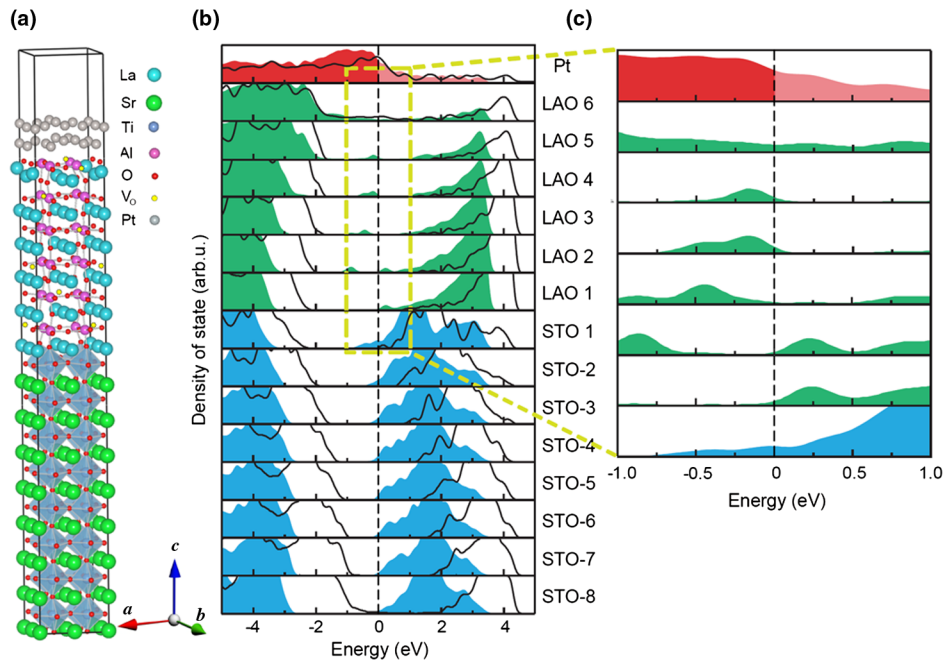 (a)
(b)
(c)
La
Sr
Ti
Al
O
Vo
Pt
a
b
c
Density of state (arb.u.)
Pt
LAO 6
LAO 5
LAO 4
LAO 3
LAO 2
LAO 1
STO 1
STO-2
STO-3
STO-4
STO-5
STO-6
STO-7
STO-8
-4
-2
0
2
4
Energy (eV)
-1.0
-0.5
0
0.5
1.0
Energy (eV)